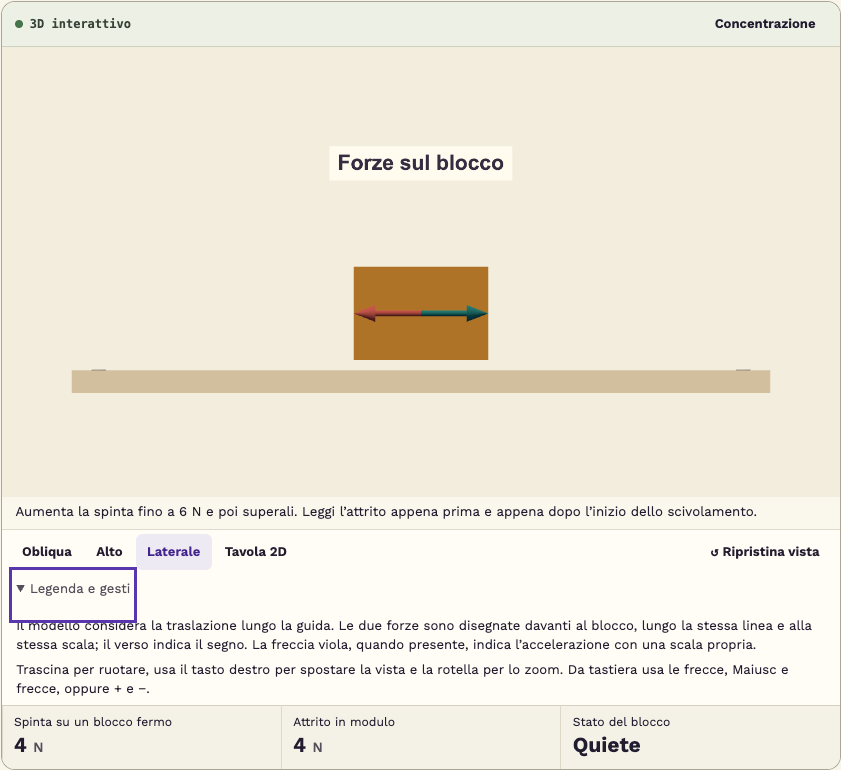 3D interattivo
Concentrazione
Forze sul blocco
Aumenta la spinta fino a 6 N e poi superali. Leggi l’attrito appena prima e appena dopo l’inizio dello scivolamento.
Obliqua Alto Laterale Tavola 2D ↺ Ripristina vista
▼ Legenda e gesti
Il modello considera la traslazione lungo la guida. Le due forze sono disegnate davanti al blocco, lungo la stessa linea e alla
stessa scala; il verso indica il segno. La freccia viola, quando presente, indica l’accelerazione con una scala propria.
Trascina per ruotare, usa il tasto destro per spostare la vista e la rotella per lo zoom. Da tastiera usa le frecce, Maiusc e
frecce, oppure + e −.
Spinta su un blocco fermo
4 N
Attrito in modulo
4 N
Stato del blocco
Quiete